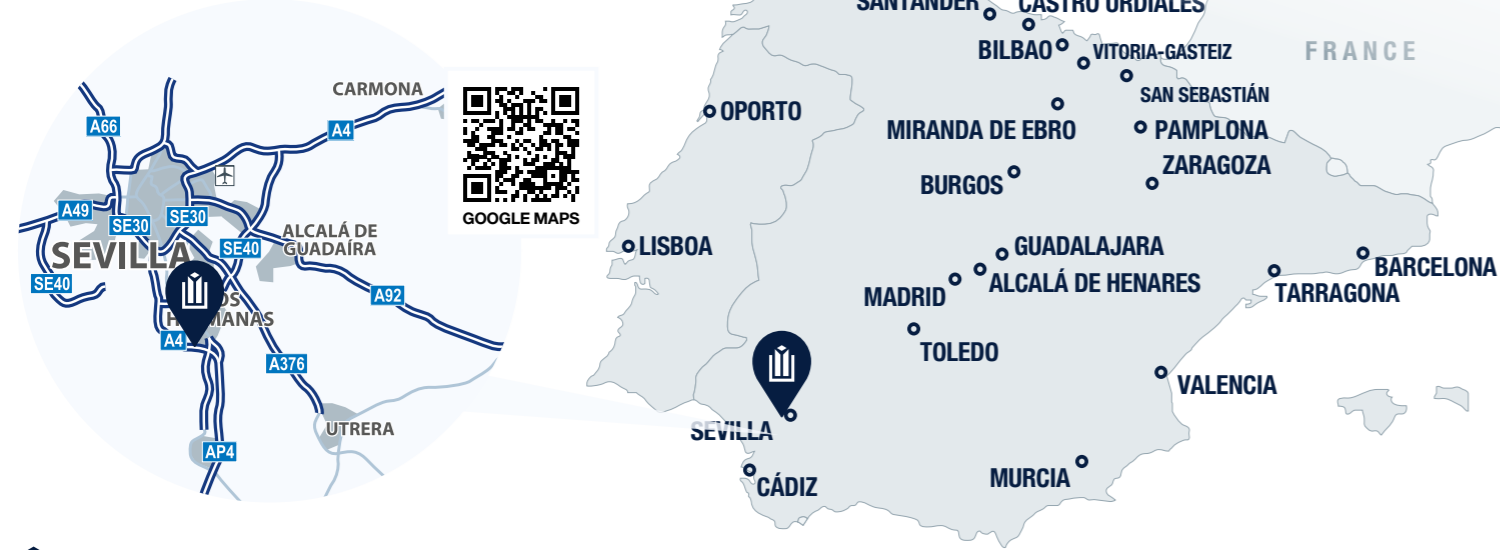 CARMONA
A66
A4
GOOGLE MAPS
A49
SE30
SE30
ALCALÁ DE
GUADAÍRA
SE40
SEVILLA
SE40
A92
A4
A376
UTRERA
AP4
SANTANDER
CASTRO URDIALES
BILBAO
VITORIA-GASTEIZ
FRANCE
SAN SEBASTIÁN
OPORTO
MIRANDA DE EBRO
PAMPLONA
ZARAGOZA
BURGOS
LISBOA
GUADALAJARA
BARCELONA
ALCALÁ DE HENARES
MADRID
TARRAGONA
TOLEDO
VALENCIA
SEVILLA
MURCIA
CÁDIZ